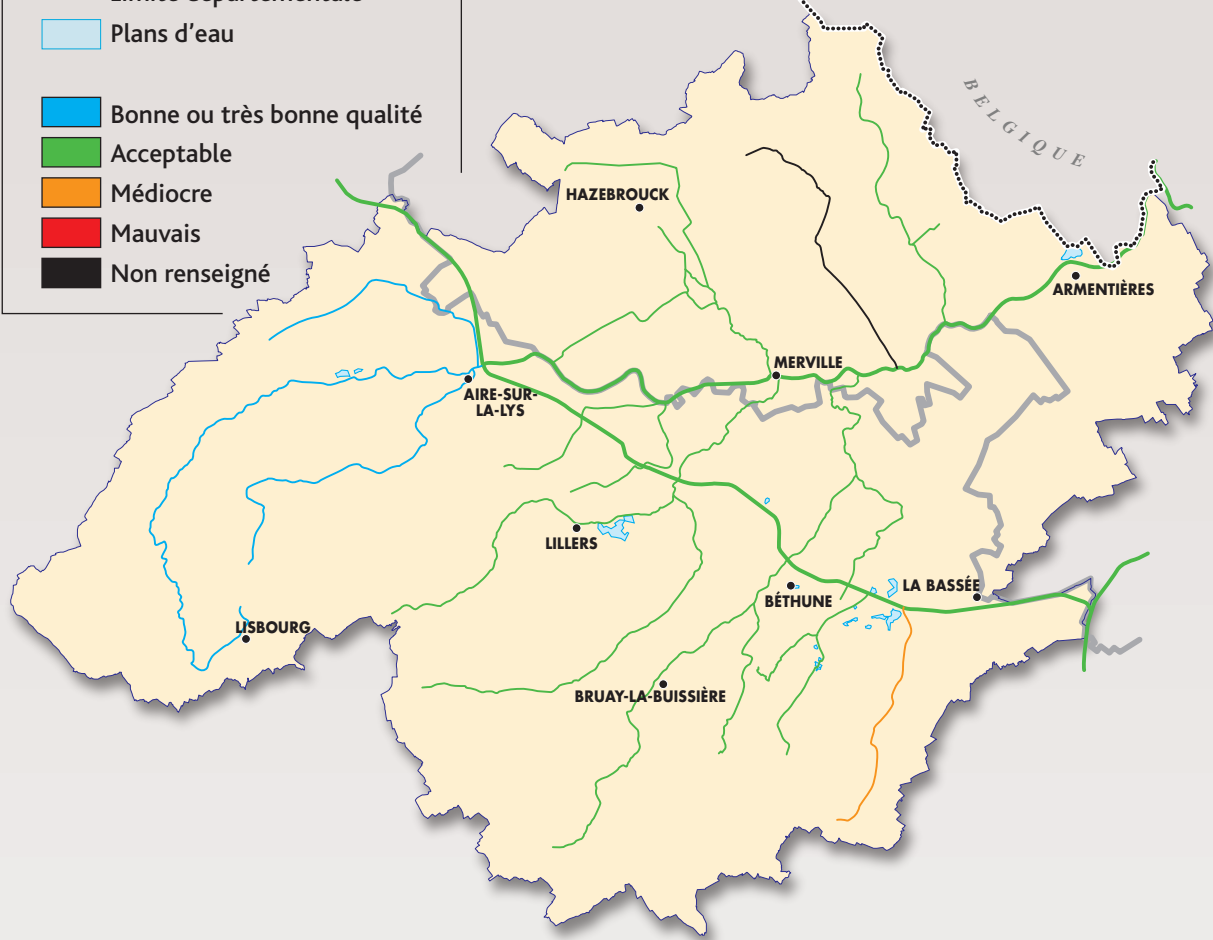 Plans d'eau
Bonne ou très bonne qualité
Acceptable
Médiocre
Mauvais
Non renseigné
BELGIQUE
HAZEBROUCK
ARMENTIÈRES
MERVILLE
AIRE-SUR-
LA-LYS
LILLERS
BÉTHUNE
LA BASSÉE
LISBOURG
BRUAY-LA-BUISSIÈRE